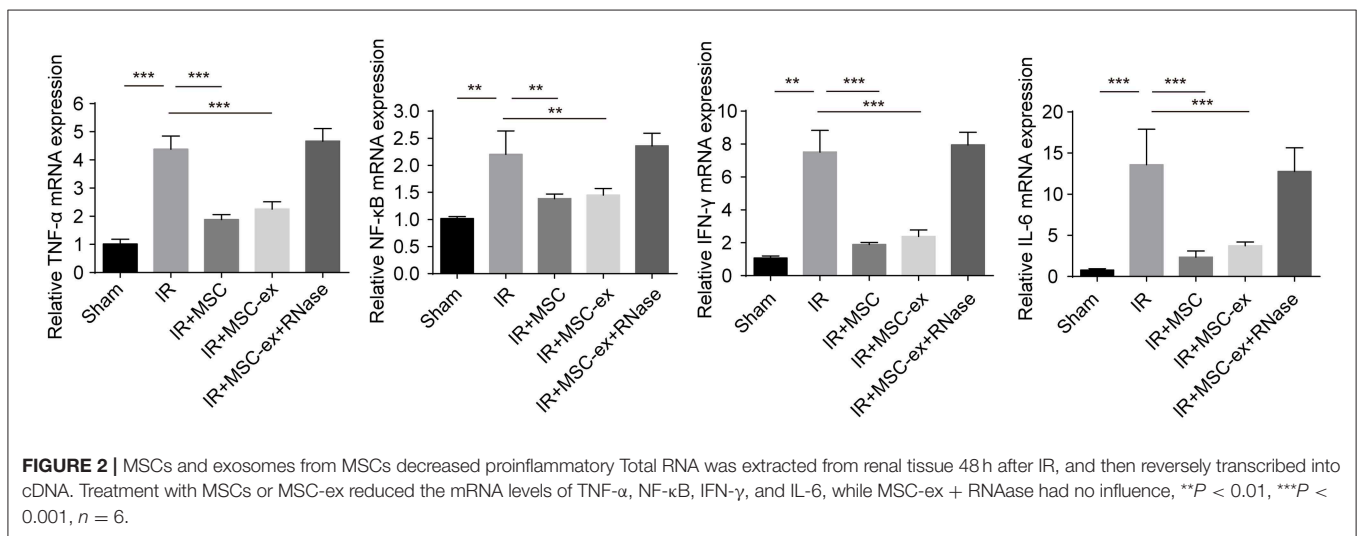 *** ***
***
Relative TNF-α mRNA expression
6
5
4
3
2
1
0
Sham
IR
IR+MSC
IR+MSC-ex
IR+MSC-ex+RNase
** **
**
Relative NF-κB mRNA expression
3.0
2.5
2.0
1.5
1.0
0.5
0.0
Sham
IR
IR+MSC
IR+MSC-ex
IR+MSC-ex+RNase
** ***
***
Relative IFN-γ mRNA expression
10
8
6
4
2
0
Sham
IR
IR+MSC
IR+MSC-ex
IR+MSC-ex+RNase
*** ***
***
Relative IL-6 mRNA expression
20
15
10
5
0
Sham
IR
IR+MSC
IR+MSC-ex
IR+MSC-ex+RNase
FIGURE 2 | MSCs and exosomes from MSCs decreased proinflammatory Total RNA was extracted from renal tissue 48 h after IR, and then reversely transcribed into
cDNA. Treatment with MSCs or MSC-ex reduced the mRNA levels of TNF-α, NF-κB, IFN-γ, and IL-6, while MSC-ex + RNAase had no influence, **P < 0.01, ***P <
0.001, n = 6.